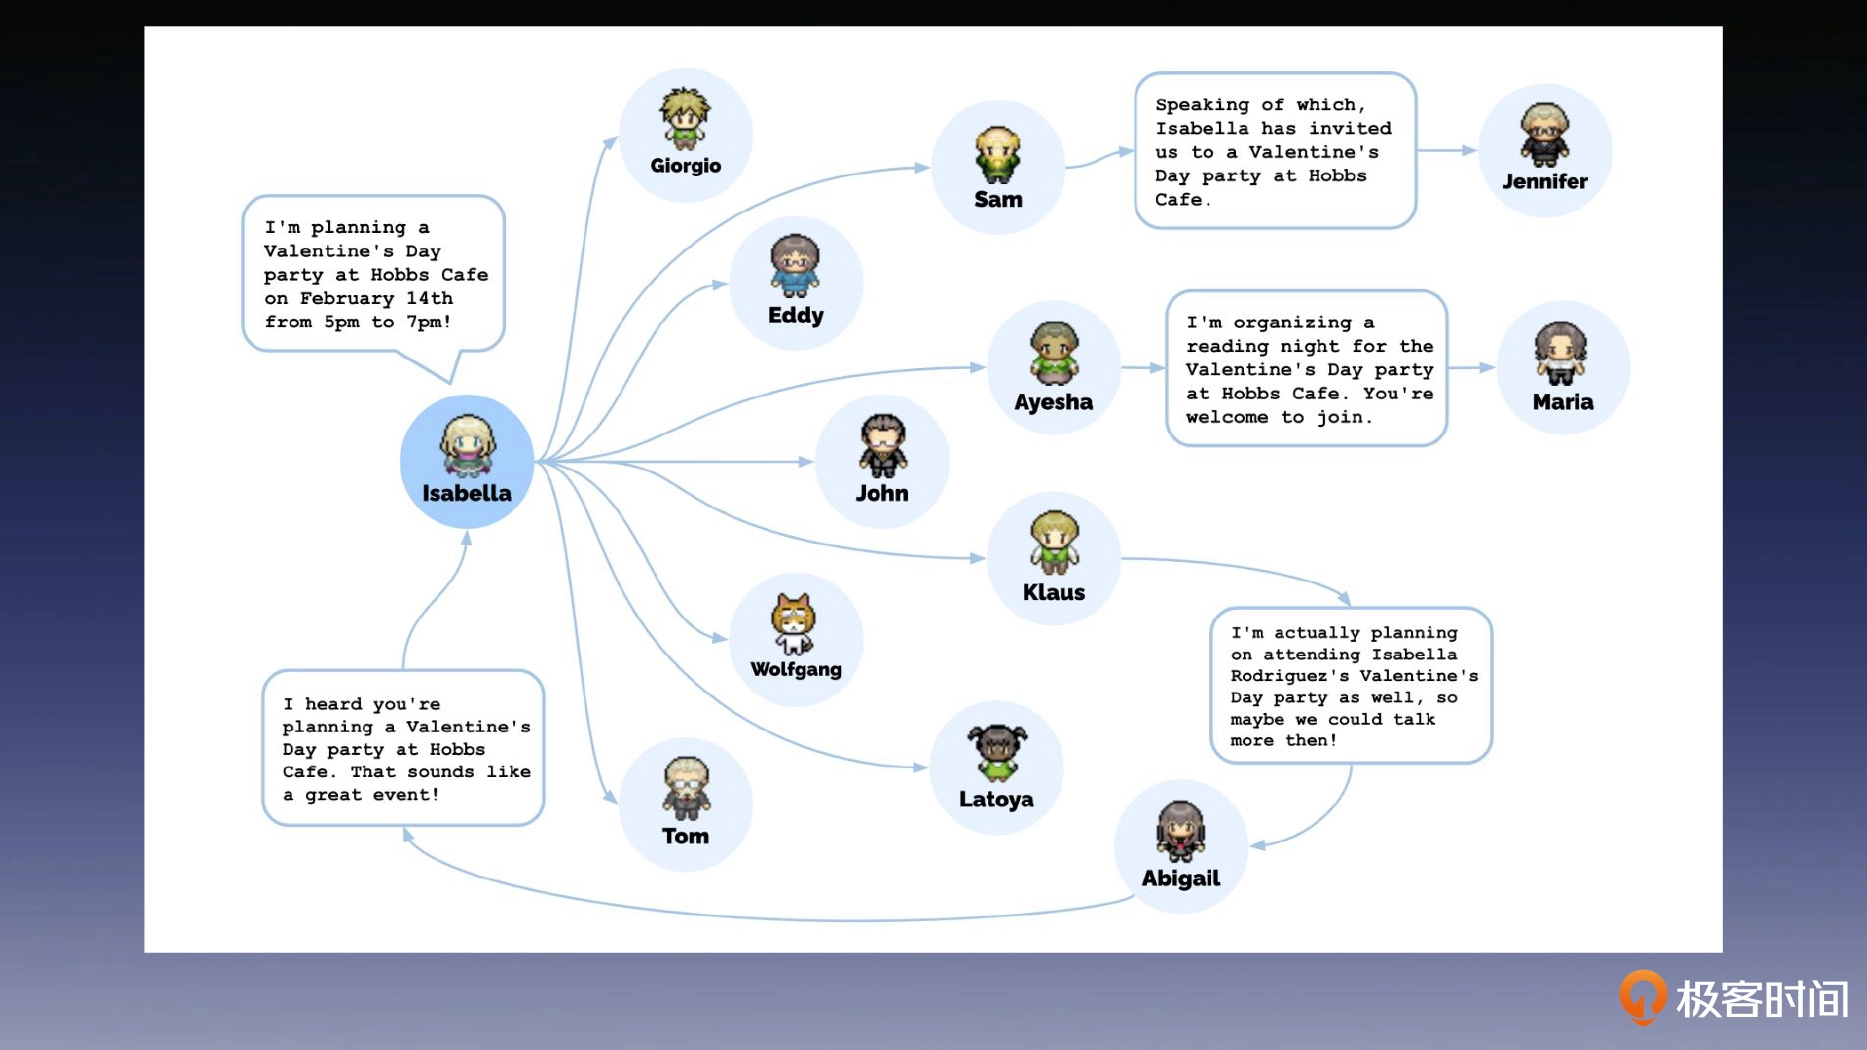 Giorgio
Sam
Speaking of which,
Isabella has invited
us to a Valentine's
Day party at Hobbs
Cafe.
Jennifer
I'm planning a
Valentine's Day
party at Hobbs Cafe
on February 14th
from 5pm to 7pm!
Eddy
Ayesha
I'm organizing a
reading night for the
Valentine's Day party
at Hobbs Cafe. You're
welcome to join.
Maria
Isabella
John
Klaus
Wolfgang
I'm actually planning
on attending Isabella
Rodriguez's Valentine's
Day party as well, so
maybe we could talk
more then!
I heard you're
planning a Valentine's
Day party at Hobbs
Cafe. That sounds like
a great event!
Tom
Latoya
Abigail
极客时间